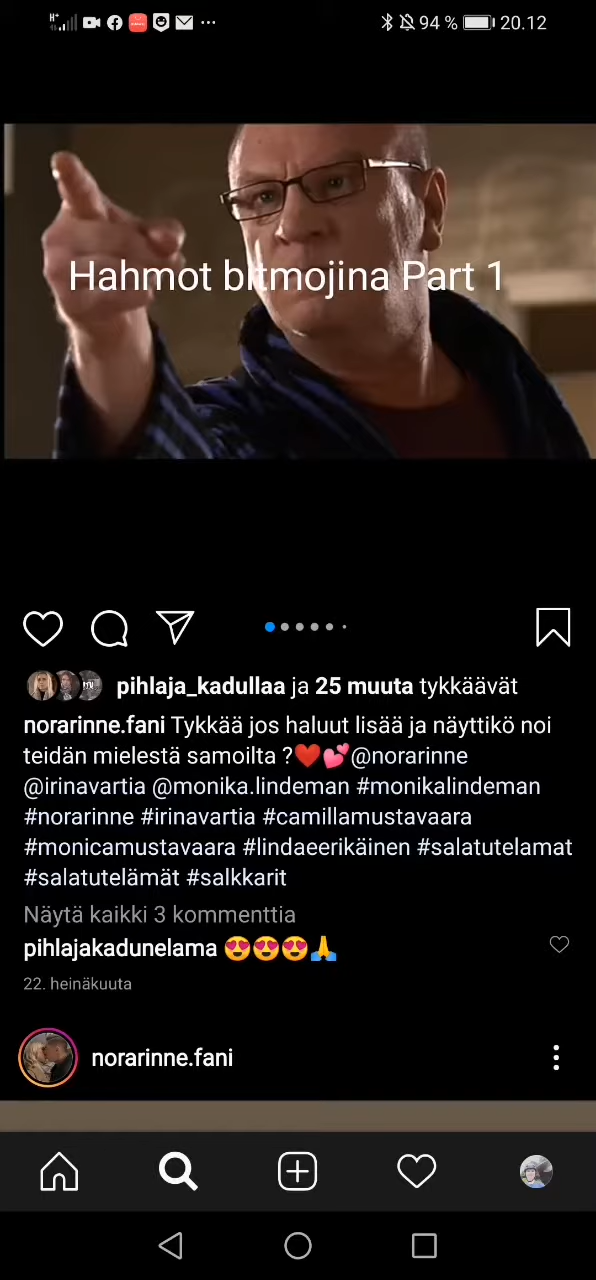 H+ 94 % 20.12
Hahmot bitmojina Part 1
pihlaja_kadullaa ja 25 muuta tykkäävät
norarinne.fani Tykkää jos haluut lisää ja näyttikö noi
teidän mielestä samoilta ?❤️💕@norarinne
@irinavartia @monika.lindeman #monikalindeman
#norarinne #irinavartia #camillamustavaara
#monicamustavaara #lindaeerikäinen #salatutelamat
#salatutelämät #salkkarit
Näytä kaikki 3 kommenttia
pihlajakadunelama 😍😍😍🙏
22. heinäkuuta
norarinne.fani